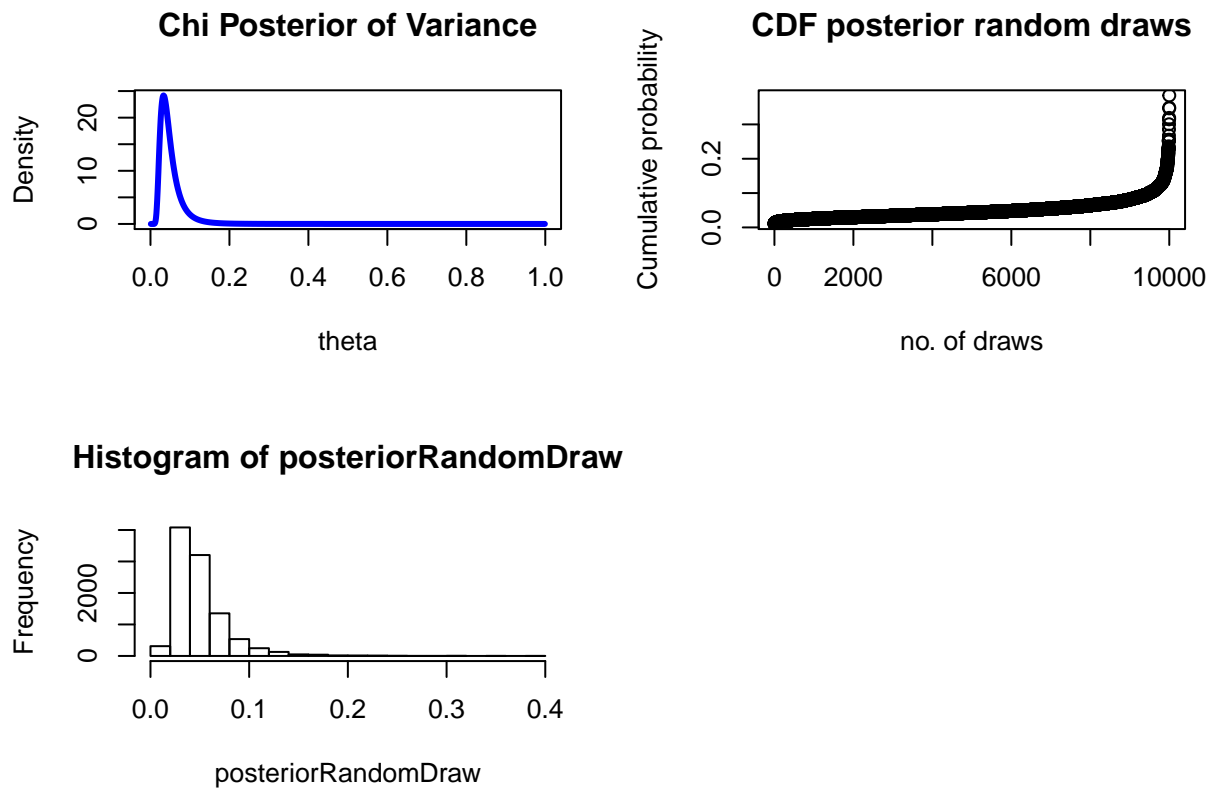 Chi Posterior of Variance
Density
0 10 20
0.0 0.2 0.4 0.6 0.8 1.0
theta
CDF posterior random draws
Cumulative probability
0.0 0.2
0 2000 6000 10000
no. of draws
Histogram of posteriorRandomDraw
Frequency
0 2000
0.0 0.1 0.2 0.3 0.4
posteriorRandomDraw